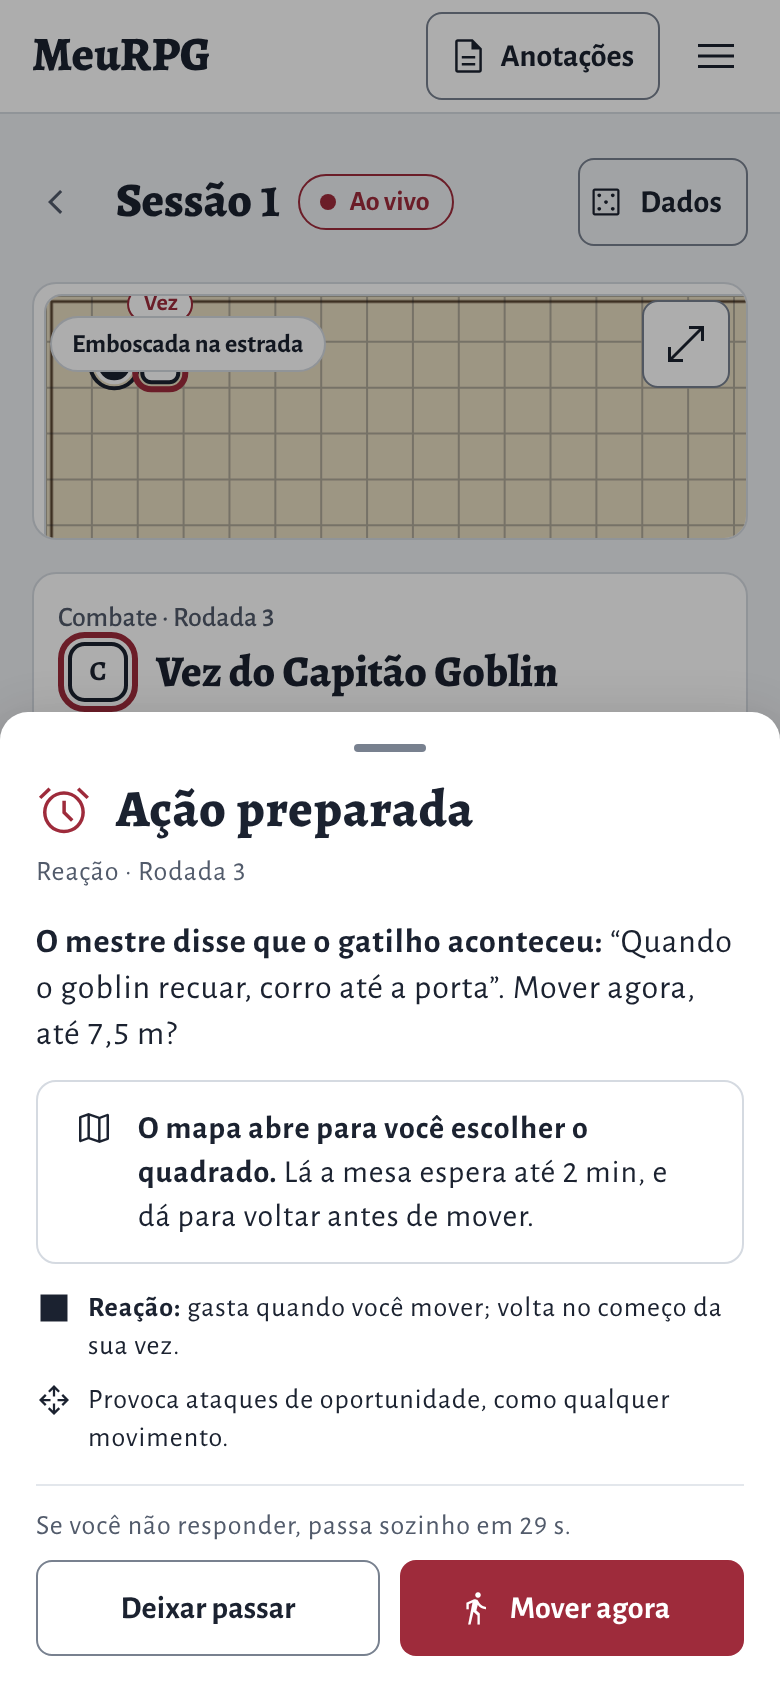 MeuRPG
Anotações
Sessão 1
Ao vivo
Dados
Vez
Emboscada na estrada
Combate · Rodada 3
C
Vez do Capitão Goblin
Ação preparada
Reação · Rodada 3
O mestre disse que o gatilho aconteceu: “Quando
o goblin recuar, corro até a porta”. Mover agora,
até 7,5 m?
O mapa abre para você escolher o
quadrado. Lá a mesa espera até 2 min, e
dá para voltar antes de mover.
Reação: gasta quando você mover; volta no começo da
sua vez.
Provoca ataques de oportunidade, como qualquer
movimento.
Se você não responder, passa sozinho em 29 s.
Deixar passar
Mover agora